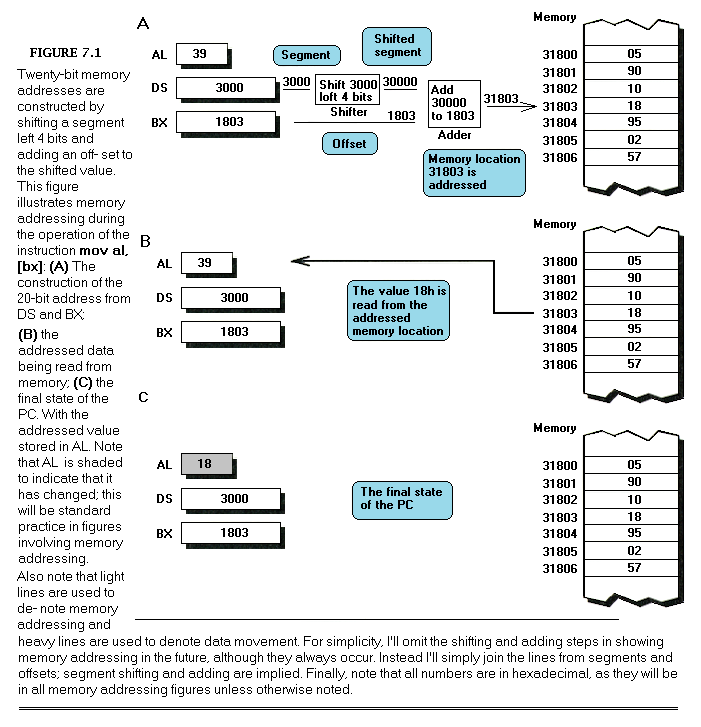 FIGURE 7.1
Twenty-bit memory
addresses are
constructed by
shifting a segment
left 4 bits and
adding an off- set to
the shifted value.
This figure
illustrates memory
addressing during
the operation of the
instruction mov al,
[bx]: (A) The
construction of the
20-bit address from
DS and BX;
(B) the
addressed data
being read from
memory; (C) the
final state of the
PC. With the
addressed value
stored in AL. Note
that AL is shaded
to indicate that it
has changed; this
will be standard
practice in figures
involving memory
addressing.
Also note that light
lines are used to
de- note memory
addressing and
heavy lines are used to denote data movement. For simplicity, I'll omit the shifting and adding steps in showing
memory addressing in the future, although they always occur. Instead I'll simply join the lines from segments and
offsets; segment shifting and adding are implied. Finally, note that all numbers are in hexadecimal, as they will be
in all memory addressing figures unless otherwise noted.
A
AL 39
DS 3000
BX 1803
Segment
Shifted
segment
3000
Shift 3000
left 4 bits
Shifter
30000
1803
Offset
Add
30000
to 1803
Adder
31803
Memory location
31803 is
addressed
Memory
31800 05
31801 90
31802 10
31803 18
31804 95
31805 02
31806 57
B
AL 39
DS 3000
BX 1803
The value 18h is
read from the
addressed
memory location
Memory
31800 05
31801 90
31802 10
31803 18
31804 95
31805 02
31806 57
C
AL 18
DS 3000
BX 1803
The final state
of the PC
Memory
31800 05
31801 90
31802 10
31803 18
31804 95
31805 02
31806 57